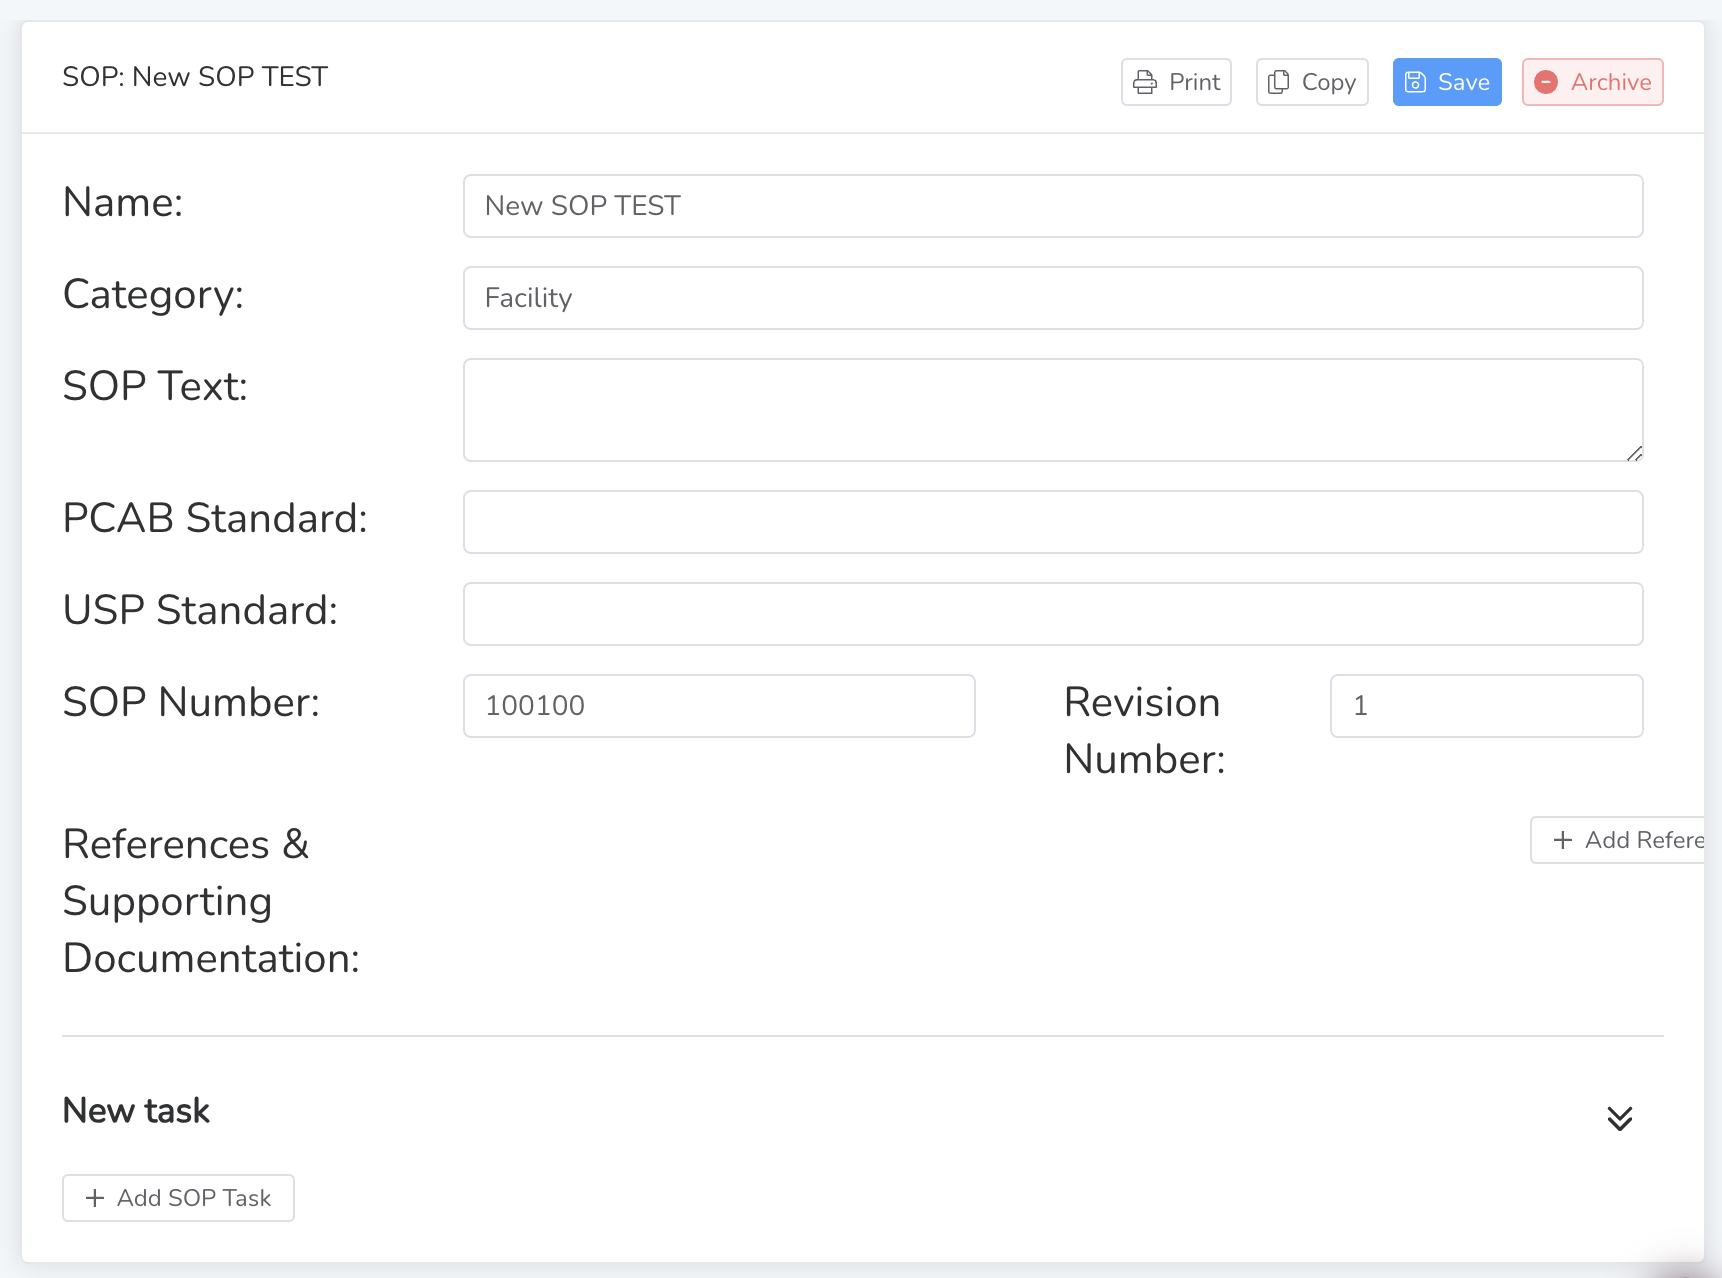 SOP: New SOP TEST
Print
Copy
Save
Archive
Name:
New SOP TEST
Category:
Facility
SOP Text:
PCAB Standard:
USP Standard:
SOP Number:
100100
Revision
Number:
1
References &
Supporting
Documentation:
+ Add Refere
New task
+ Add SOP Task